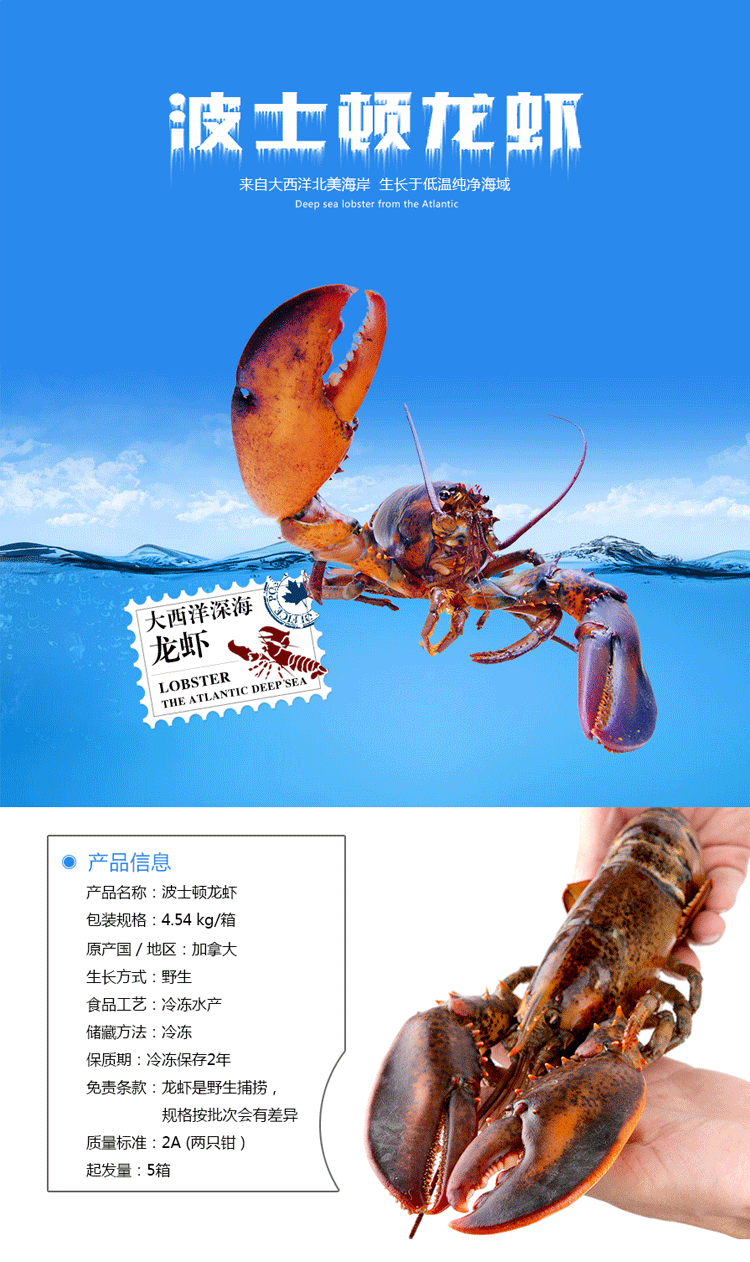 波士顿龙虾
来自大西洋北美海岸 生长于低温纯净海域
Deep sea lobster from the Atlantic
大西洋深海
龙虾
LOBSTER
THE ATLANTIC DEEP SEA
产品信息
产品名称：波士顿龙虾
包装规格：4.54 kg/箱
原产国 / 地区：加拿大
生长方式：野生
食品工艺：冷冻水产
储藏方法：冷冻
保质期：冷冻保存2年
免责条款：龙虾是野生捕捞，
规格按批次会有差异
质量标准：2A (两只钳 )
起发量：5箱